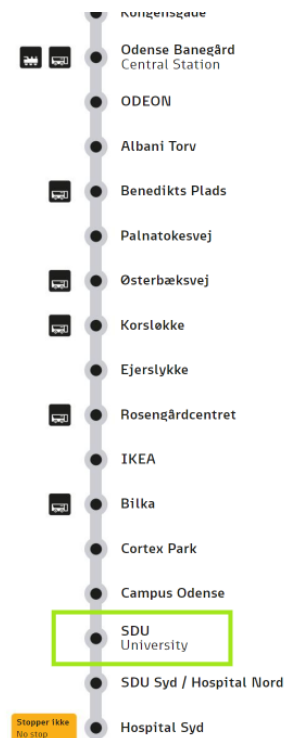 Kongensgade
Odense Banegård
Central Station
ODEON
Albani Torv
Benedikts Plads
Palnatokesvej
Østerbæksvej
Korsløkke
Ejerslykke
Rosengårdcentret
IKEA
Bilka
Cortex Park
Campus Odense
SDU
University
SDU Syd / Hospital Nord
Stopper ikke
No stop
Hospital Syd